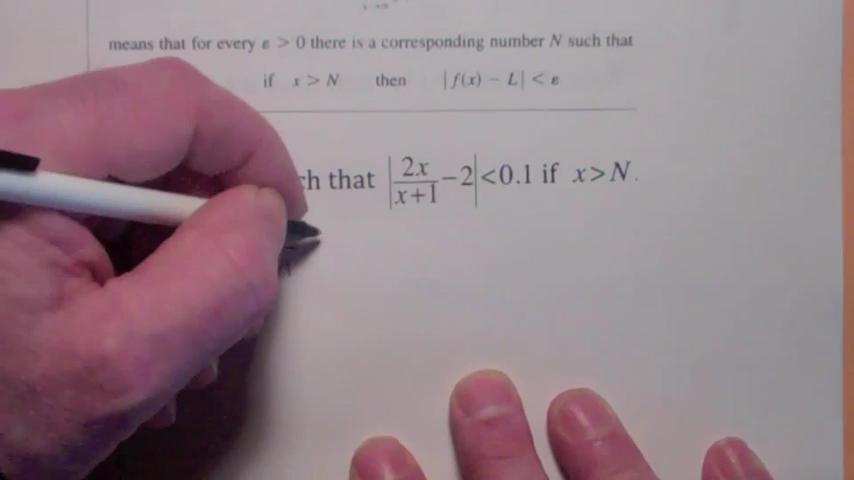 means that for every ε > 0 there is a corresponding number N such that
if x > N then |f(x) − L| < ε
that |2x/x+1 − 2| < 0.1 if x > N.